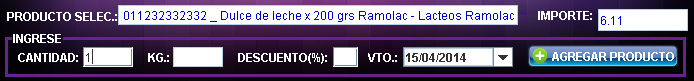 PRODUCTO SELEC.: 011232332332 _ Dulce de leche x 200 grs Ramolac - Lacteos Ramolac IMPORTE: 6.11
INGRESE
CANTIDAD: 1 KG.: DESCUENTO(%): VTO.: 15/04/2014 AGREGAR PRODUCTO